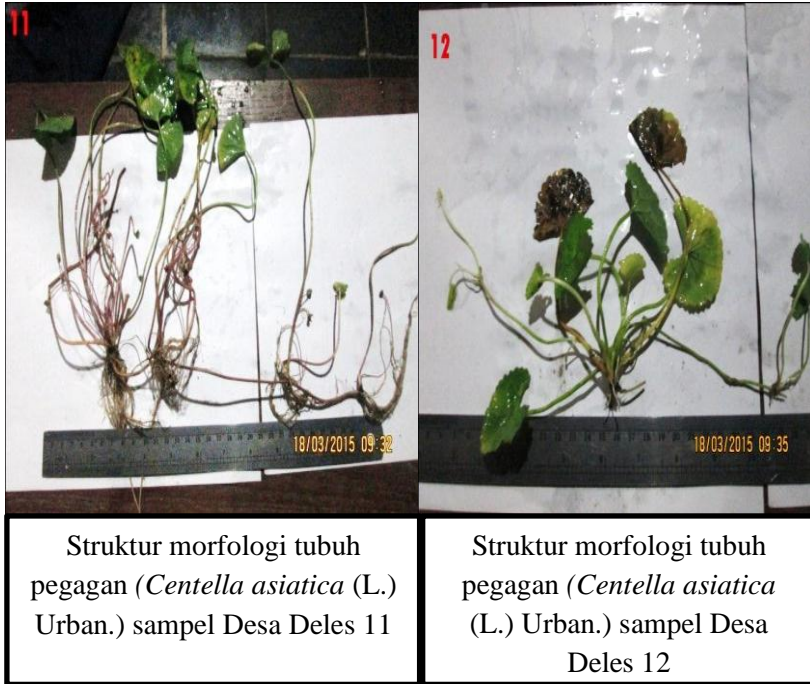 11
18/03/2015 09:32
12
18/03/2015 09:35
Struktur morfologi tubuh
pegagan (Centella asiatica (L.)
Urban.) sampel Desa Deles 11
Struktur morfologi tubuh
pegagan (Centella asiatica
(L.) Urban.) sampel Desa
Deles 12